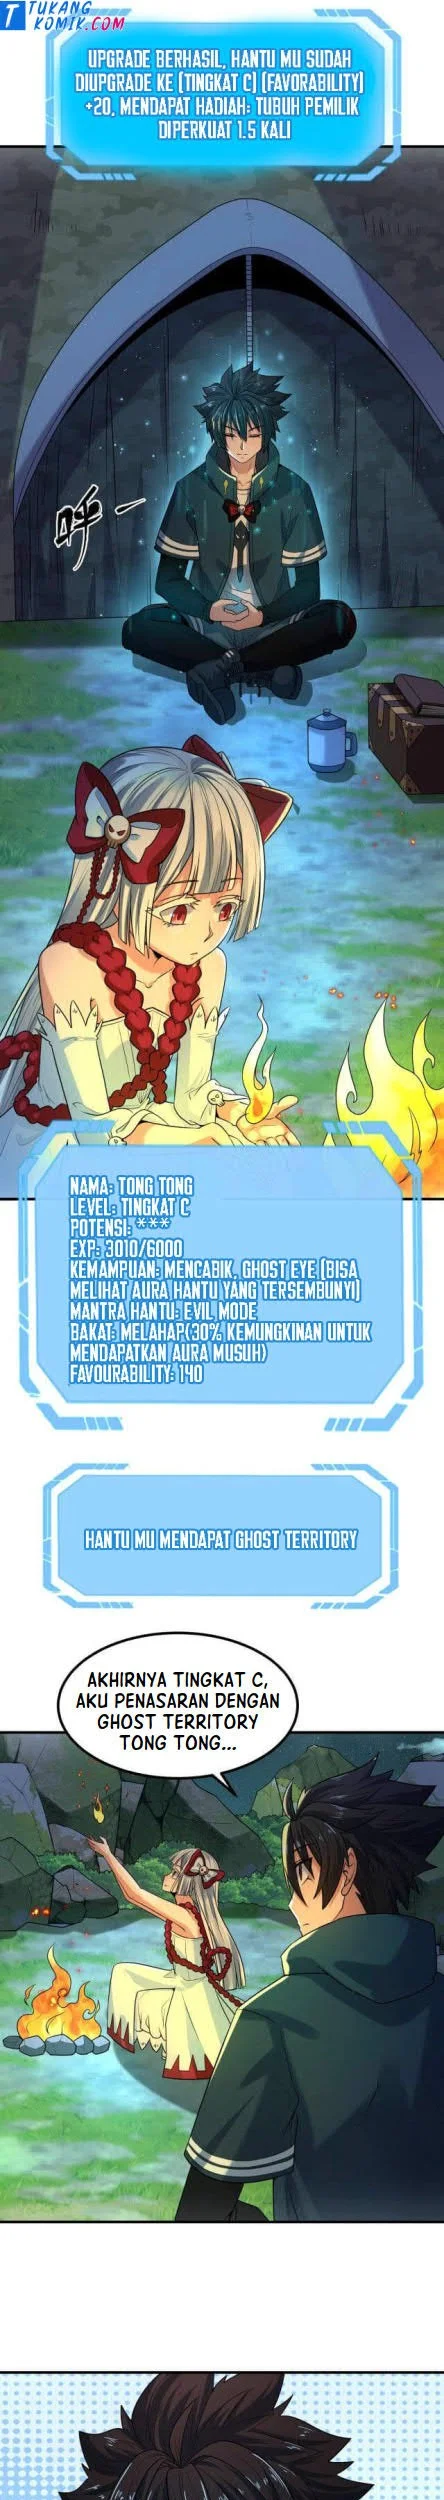 TUKANG
KOMIK.COM
UPGRADE BERHASIL, HANTU MU SUDAH
DIUPGRADE KE [TINGKAT C] [FAVORABILITY]
+20, MENDAPAT HADIAH: TUBUH PEMILIK
DIPERKUAT 1.5 KALI
呼一
NAMA: TONG TONG
LEVEL: TINGKAT C
POTENSI: ***
EXP: 3010/6000
KEMAMPUAN: MENCABIK, GHOST EYE [BISA
MELIHAT AURA HANTU YANG TERSEMBUNYI]
MANTRA HANTU: EVIL MODE
BAKAT: MELAHAP(30% KEMUNGKINAN UNTUK
MENDAPATKAN AURA MUSUH)
FAVOURABILITY: 140
HANTU MU MENDAPAT GHOST TERRITORY
AKHIRNYA TINGKAT C,
AKU PENASARAN DENGAN
GHOST TERRITORY
TONG TONG...